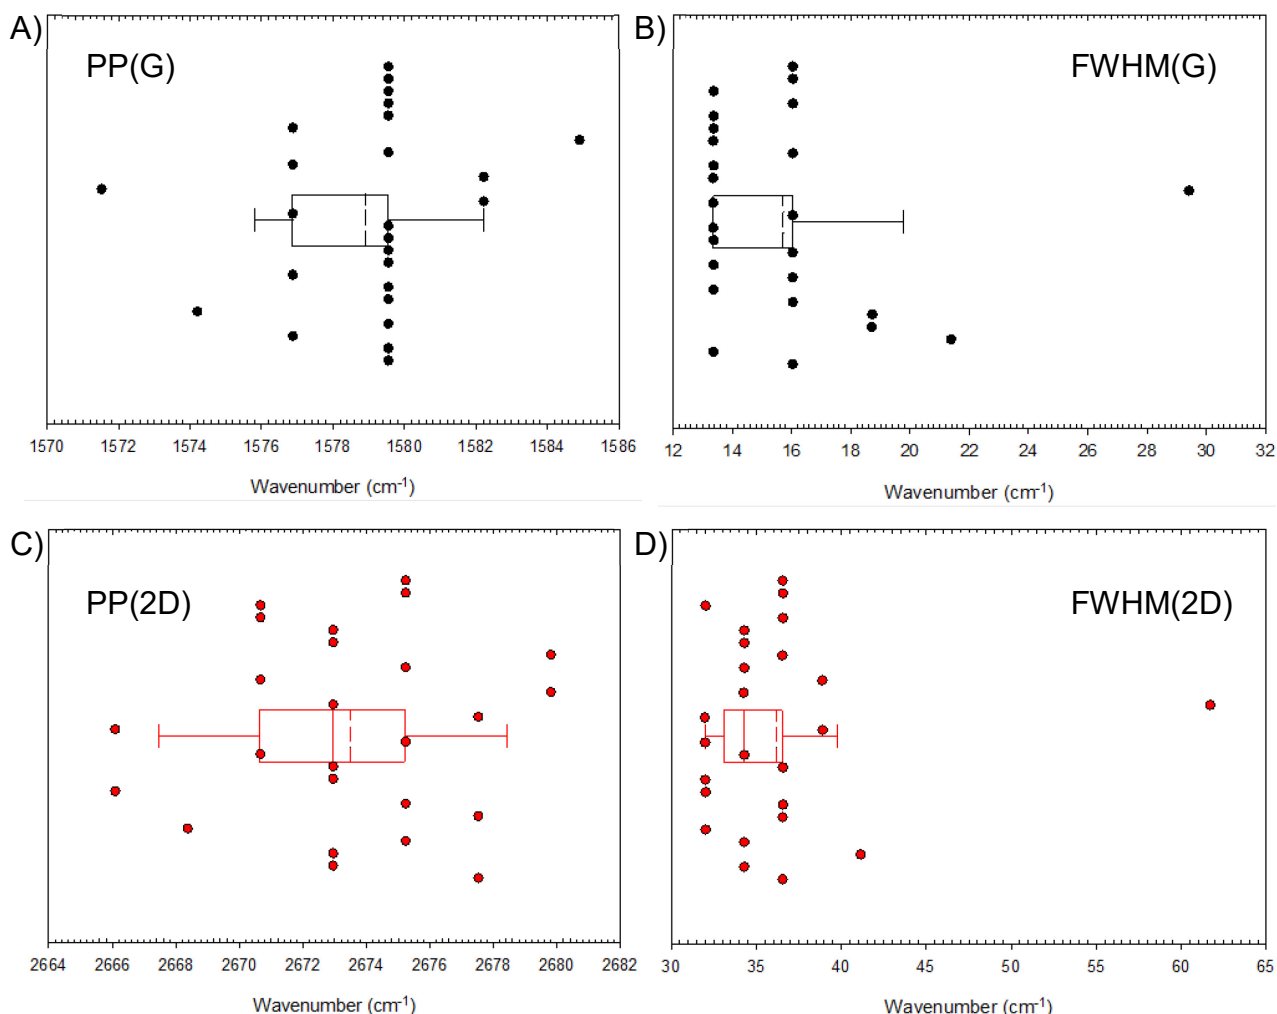 A)
PP(G)
1570 1572 1574 1576 1578 1580 1582 1584 1586
Wavenumber (cm⁻¹)
B)
FWHM(G)
12 14 16 18 20 22 24 26 28 30 32
Wavenumber (cm⁻¹)
C)
PP(2D)
2664 2666 2668 2670 2672 2674 2676 2678 2680 2682
Wavenumber (cm⁻¹)
D)
FWHM(2D)
30 35 40 45 50 55 60 65
Wavenumber (cm⁻¹)